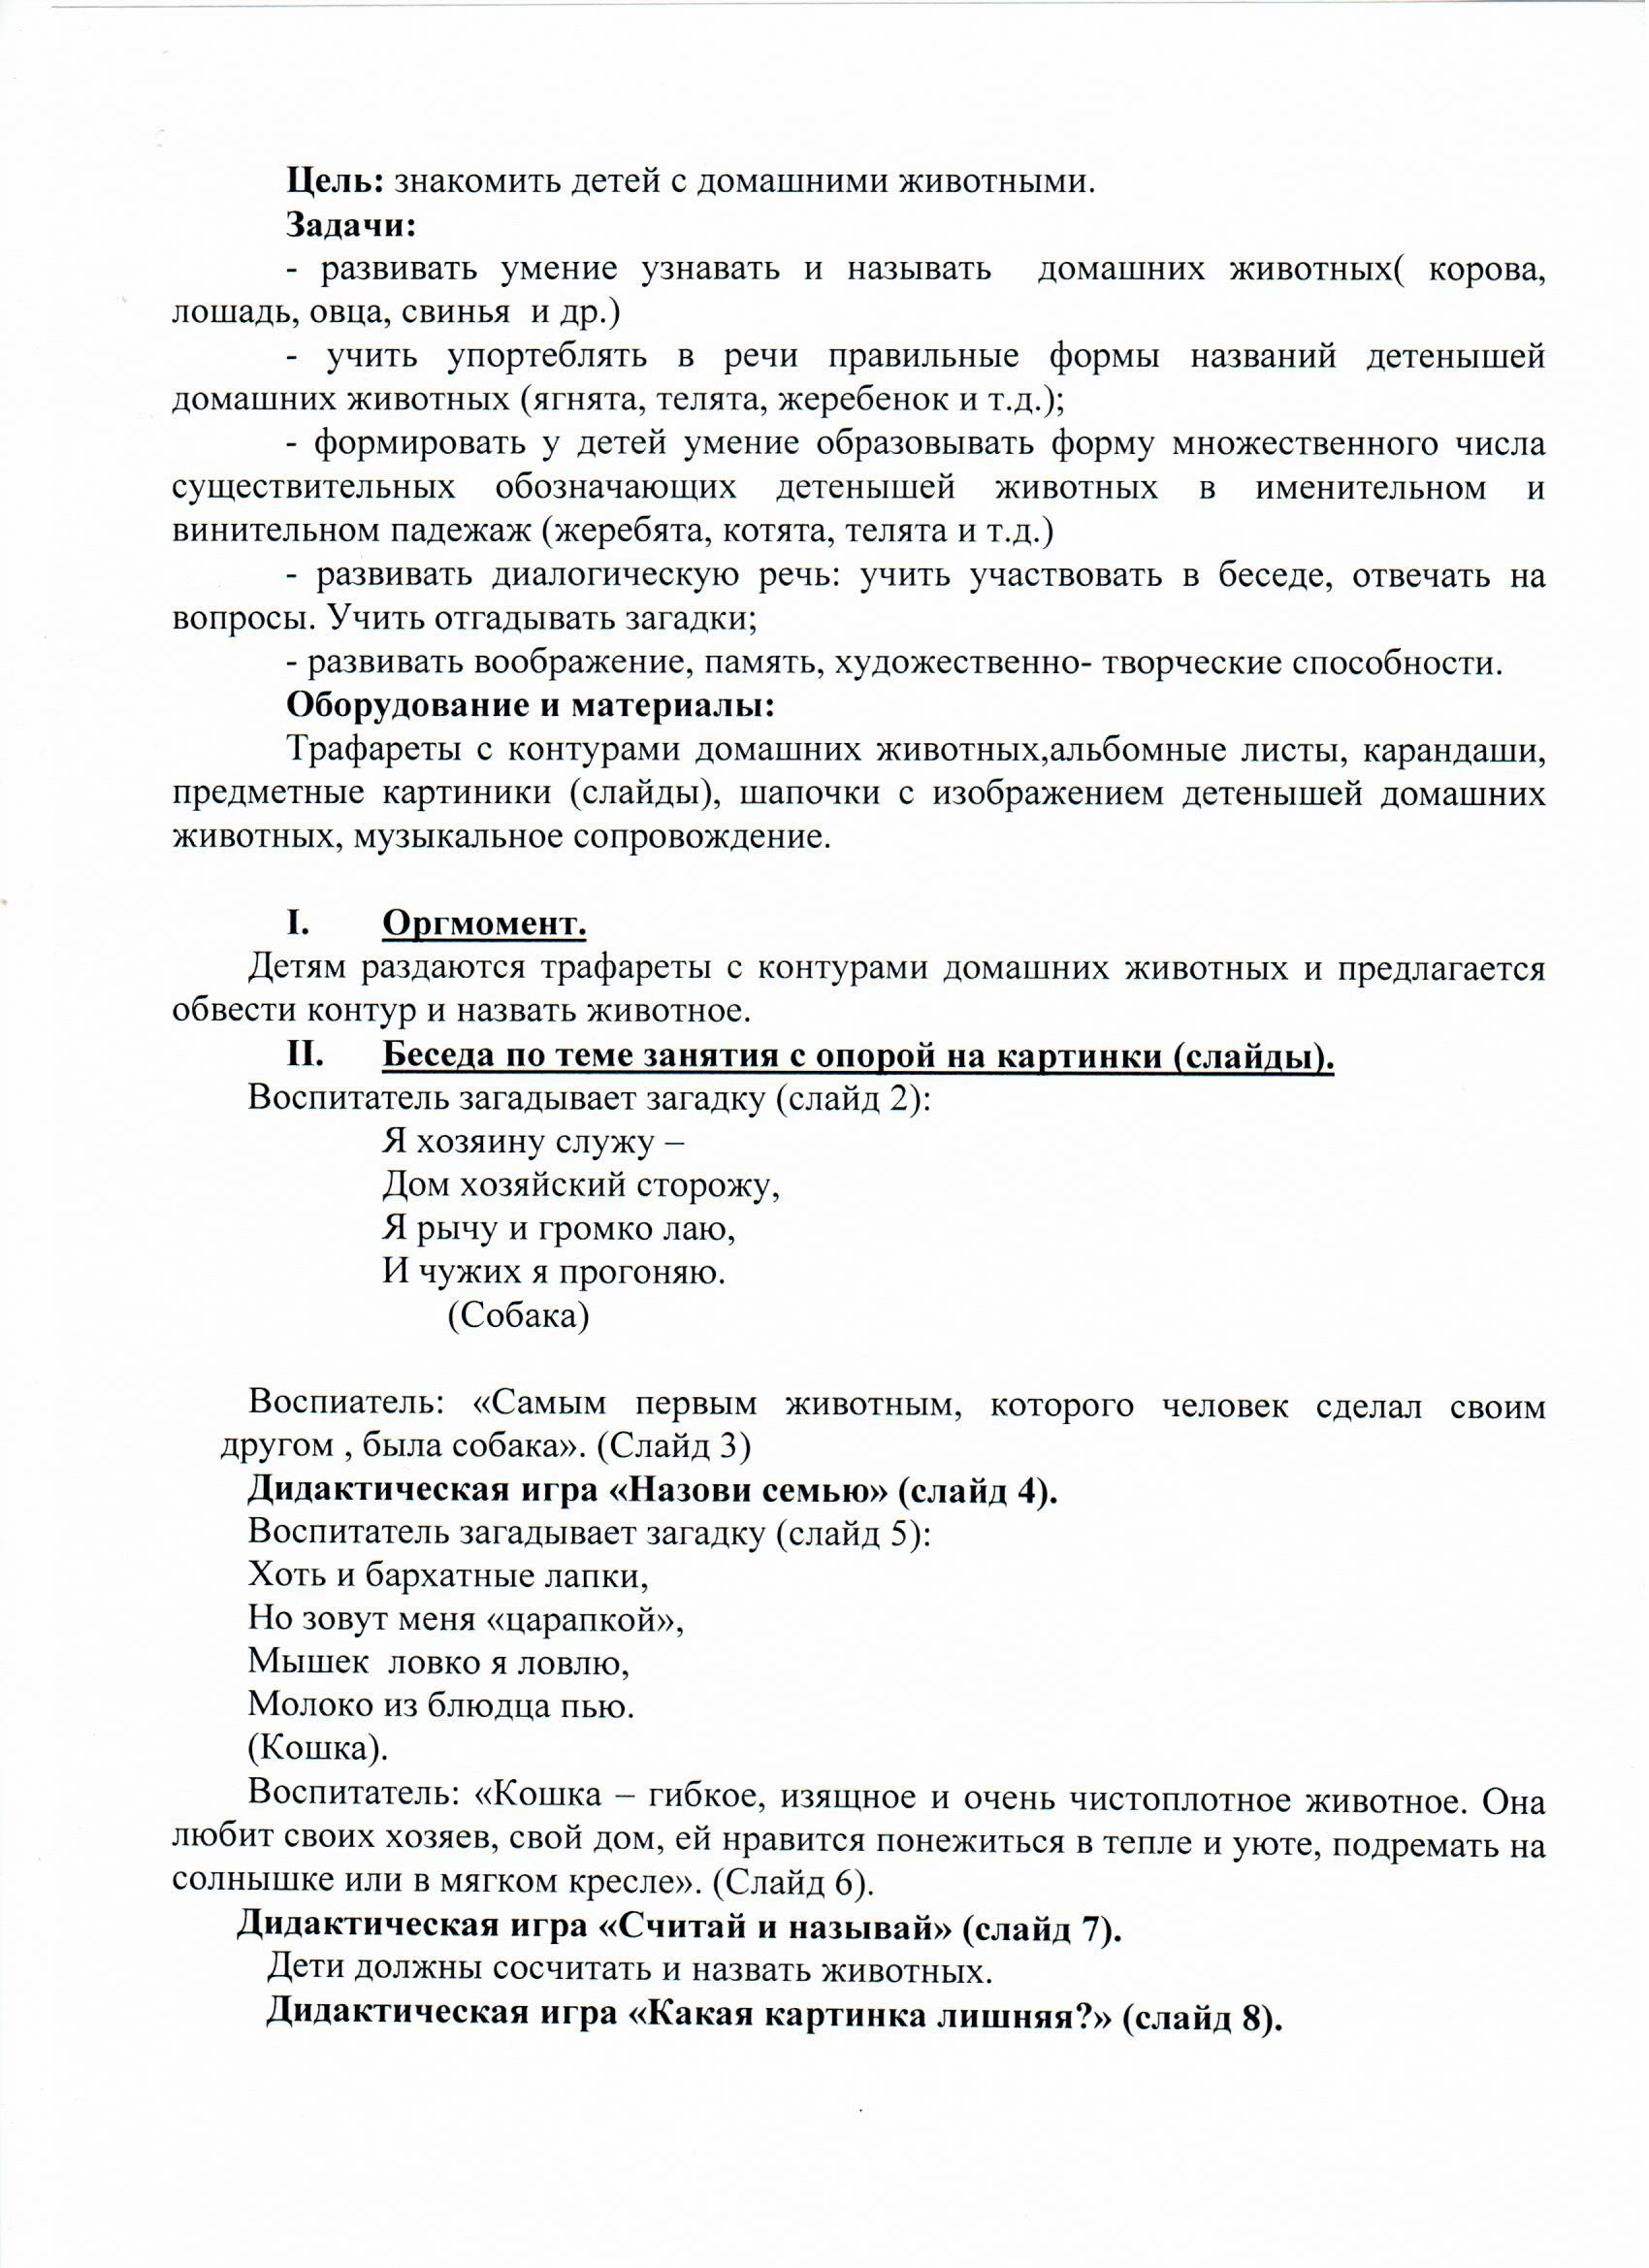 Цель: знакомить детей с домашними животными.
Задачи:
- развивать умение узнавать и называть домашних животных( корова,
лошадь, овца, свинья и др.)
- учить упортеблять в речи правильные формы названий детенышей
домашних животных (ягнята, телята, жеребенок и т.д.);
- формировать у детей умение образовывать форму множественного числа
существительных обозначающих детенышей животных в именительном и
винительном падежаж (жеребята, котята, телята и т.д.)
- развивать диалогическую речь: учить участвовать в беседе, отвечать на
вопросы. Учить отгадывать загадки;
- развивать воображение, память, художественно- творческие способности.
Оборудование и материалы:
Трафареты с контурами домашних животных,альбомные листы, карандаши,
предметные картиники (слайды), шапочки с изображением детенышей домашних
животных, музыкальное сопровождение.
I. Оргмомент.
Детям раздаются трафареты с контурами домашних животных и предлагается
обвести контур и назвать животное.
II. Беседа по теме занятия с опорой на картинки (слайды).
Воспитатель загадывает загадку (слайд 2):
Я хозяину служу –
Дом хозяйский сторожу,
Я рычу и громко лаю,
И чужих я прогоняю.
(Собака)
Воспиатель: «Самым первым животным, которого человек сделал своим
другом , была собака». (Слайд 3)
Дидактическая игра «Назови семью» (слайд 4).
Воспитатель загадывает загадку (слайд 5):
Хоть и бархатные лапки,
Но зовут меня «царапкой»,
Мышек ловко я ловлю,
Молоко из блюдца пью.
(Кошка).
Воспитатель: «Кошка – гибкое, изящное и очень чистоплотное животное. Она
любит своих хозяев, свой дом, ей нравится понежиться в тепле и уюте, подремать на
солнышке или в мягком кресле». (Слайд 6).
Дидактическая игра «Считай и называй» (слайд 7).
Дети должны сосчитать и назвать животных.
Дидактическая игра «Какая картинка лишняя?» (слайд 8).